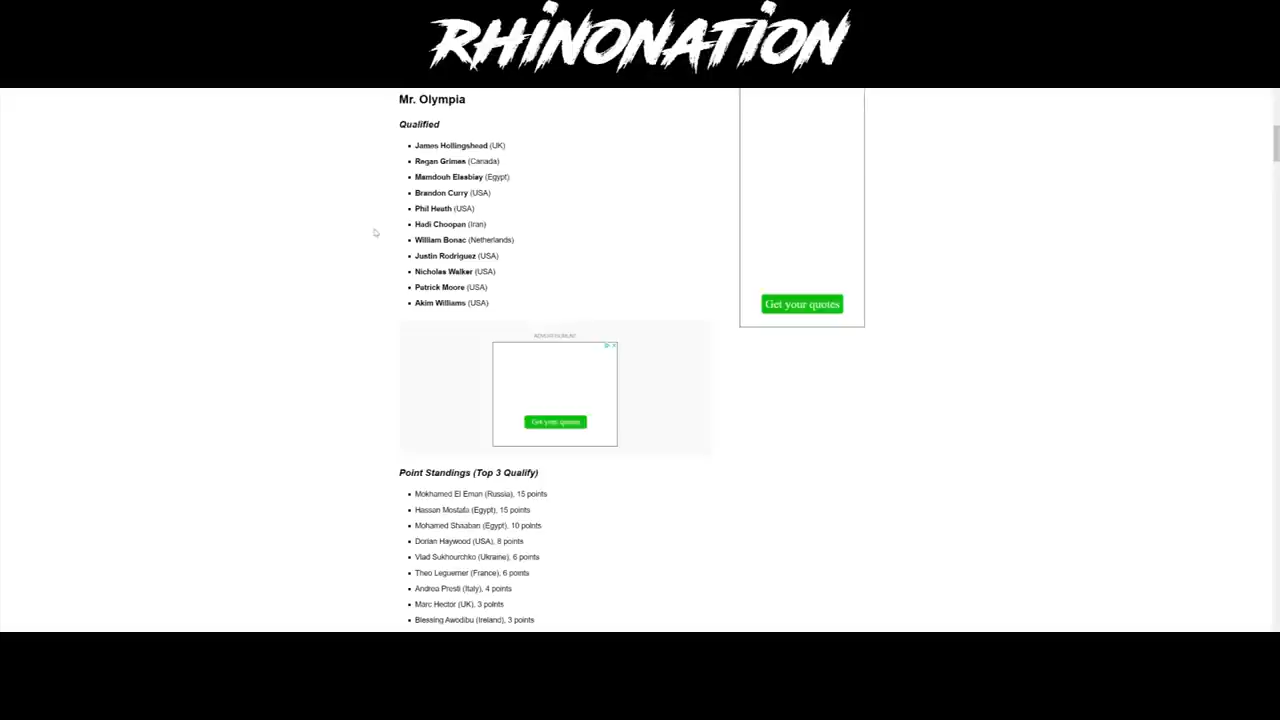 RHINONATION
Mr. Olympia
Qualified
James Hollingshead (UK)
Regan Grimes (Canada)
Mamdouh Elssbiay (Egypt)
Brandon Curry (USA)
Phil Heath (USA)
Hadi Choopan (Iran)
William Bonac (Netherlands)
Justin Rodriguez (USA)
Nicholas Walker (USA)
Patrick Moore (USA)
Akim Williams (USA)
Get your quotes
ADVERTISEMENT
Get your quotes
Point Standings (Top 3 Qualify)
Mokhamed El Eman (Russia), 15 points
Hassan Mostafa (Egypt), 15 points
Mohamed Shaaban (Egypt), 10 points
Dorian Haywood (USA), 8 points
Vlad Sukhourchko (Ukraine), 6 points
Theo Leguerrier (France), 6 points
Andrea Presti (Italy), 4 points
Marc Hector (UK), 3 points
Blessing Awodibu (Ireland), 3 points